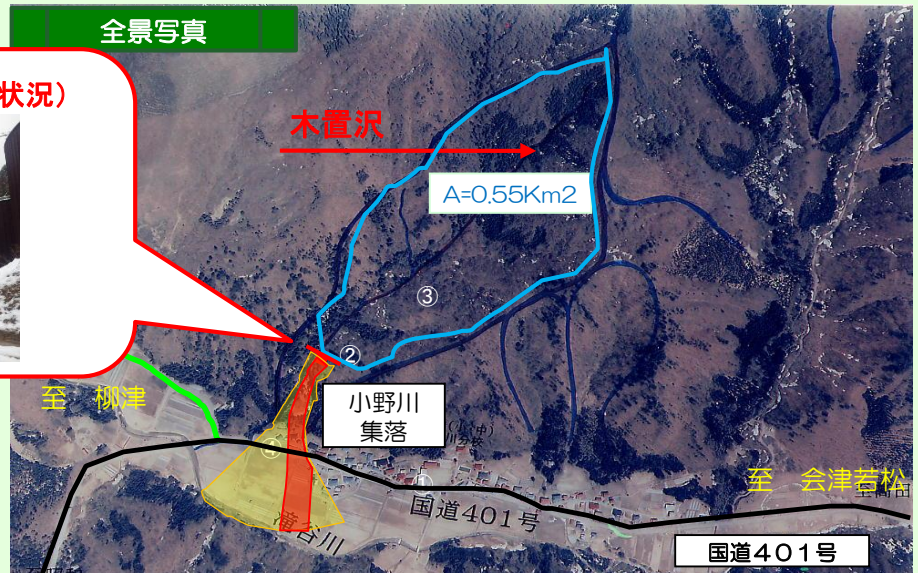 全景写真
状況）
木置沢
A=0.55Km2
③
②
至 柳津
小野川
集落
④
①
国道401号
滝谷川
至 会津若松
国道４０１号